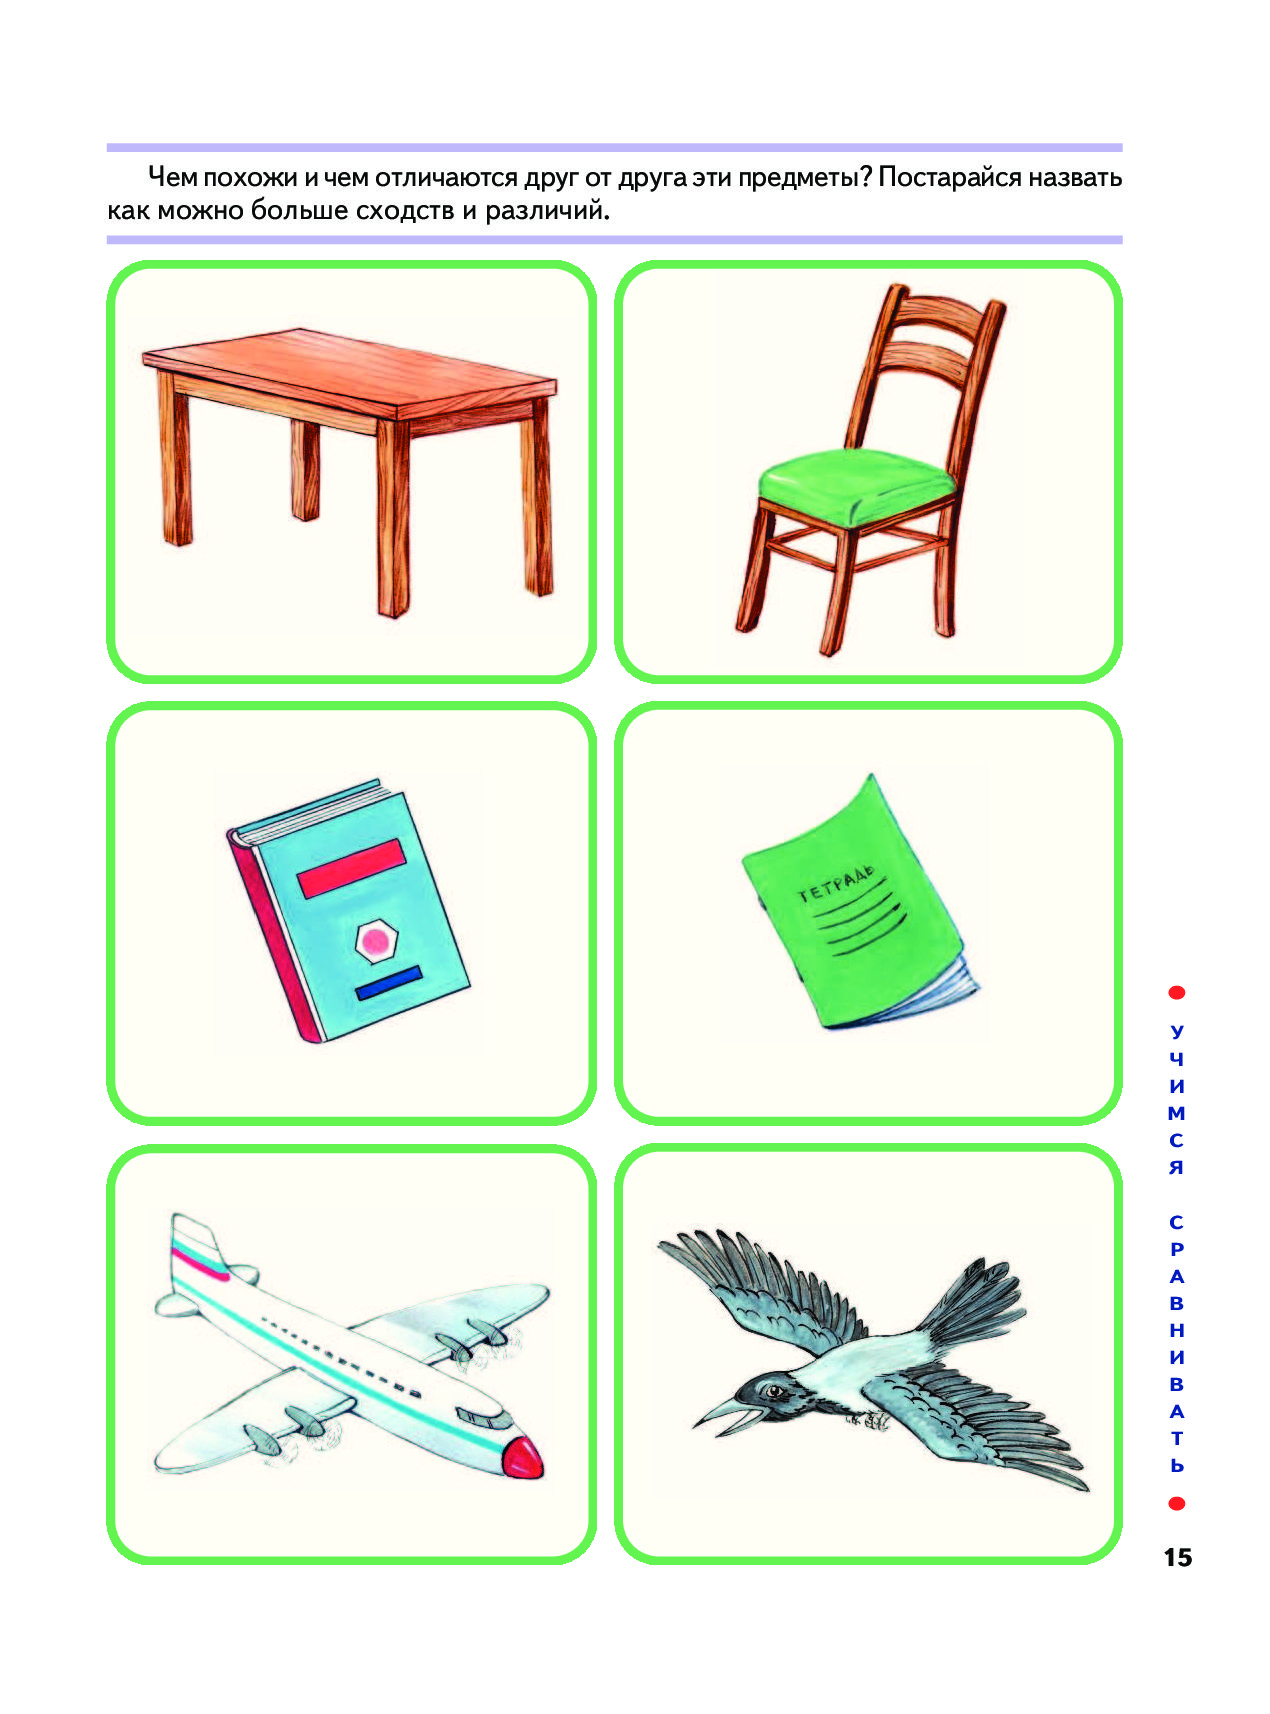 Чем похожи и чем отличаются друг от друга эти предметы? Постарайся назвать
как можно больше сходств и различий.
ТЕТРАДЬ
УЧИМСЯ СРАВНИВАТЬ
15